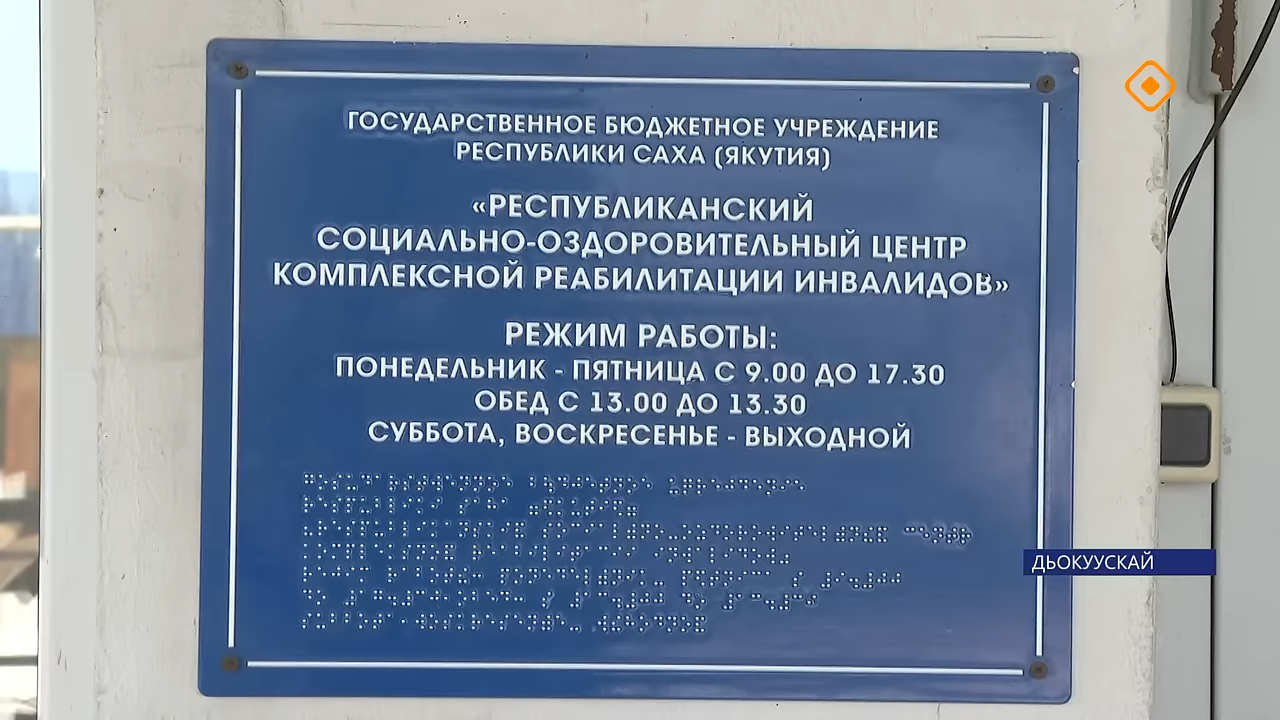 ГОСУДАРСТВЕННОЕ БЮДЖЕТНОЕ УЧРЕЖДЕНИЕ
РЕСПУБЛИКИ САХА (ЯКУТИЯ)
«РЕСПУБЛИКАНСКИЙ
СОЦИАЛЬНО-ОЗДОРОВИТЕЛЬНЫЙ ЦЕНТР
КОМПЛЕКСНОЙ РЕАБИЛИТАЦИИ ИНВАЛИДОВ»
РЕЖИМ РАБОТЫ:
ПОНЕДЕЛЬНИК - ПЯТНИЦА С 9.00 ДО 17.30
ОБЕД С 13.00 ДО 13.30
СУББОТА, ВОСКРЕСЕНЬЕ - ВЫХОДНОЙ
ДЬОКУУСКАЙ